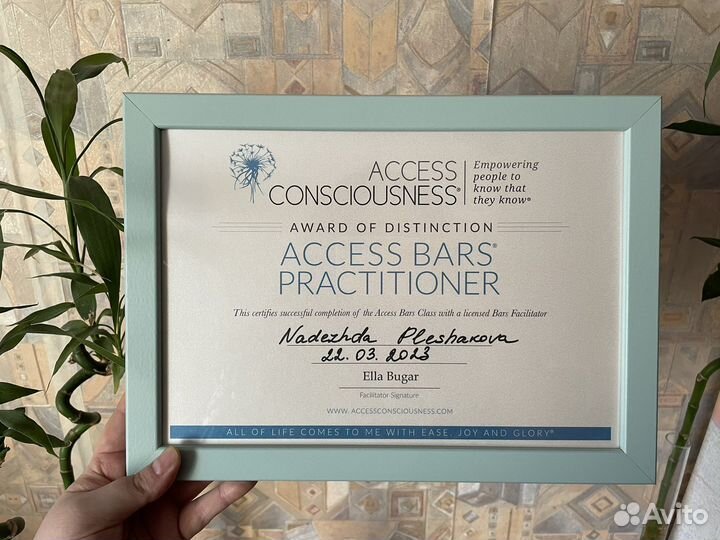 ACCESS
CONSCIOUSNESS®
Empowering
people to
know that
they know®
AWARD OF DISTINCTION
ACCESS BARS®
PRACTITIONER
This certifies successful completion of the Access Bars Class with a licensed Bars Facilitator
Nadezhda Pleshakova
22.03.2023
Ella Bugar
Facilitator Signature
WWW.ACCESSCONSCIOUSNESS.COM
ALL OF LIFE COMES TO ME WITH EASE, JOY AND GLORY®
Avito